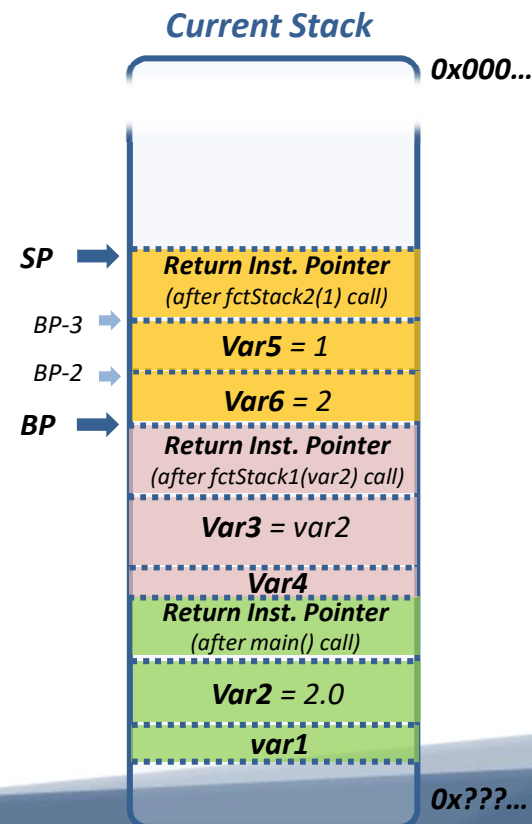 Current Stack
0x000...
SP
Return Inst. Pointer
(after fctStack2(1) call)
BP-3
Var5 = 1
BP-2
Var6 = 2
BP
Return Inst. Pointer
(after fctStack1(var2) call)
Var3 = var2
Var4
Return Inst. Pointer
(after main() call)
Var2 = 2.0
var1
0x???...